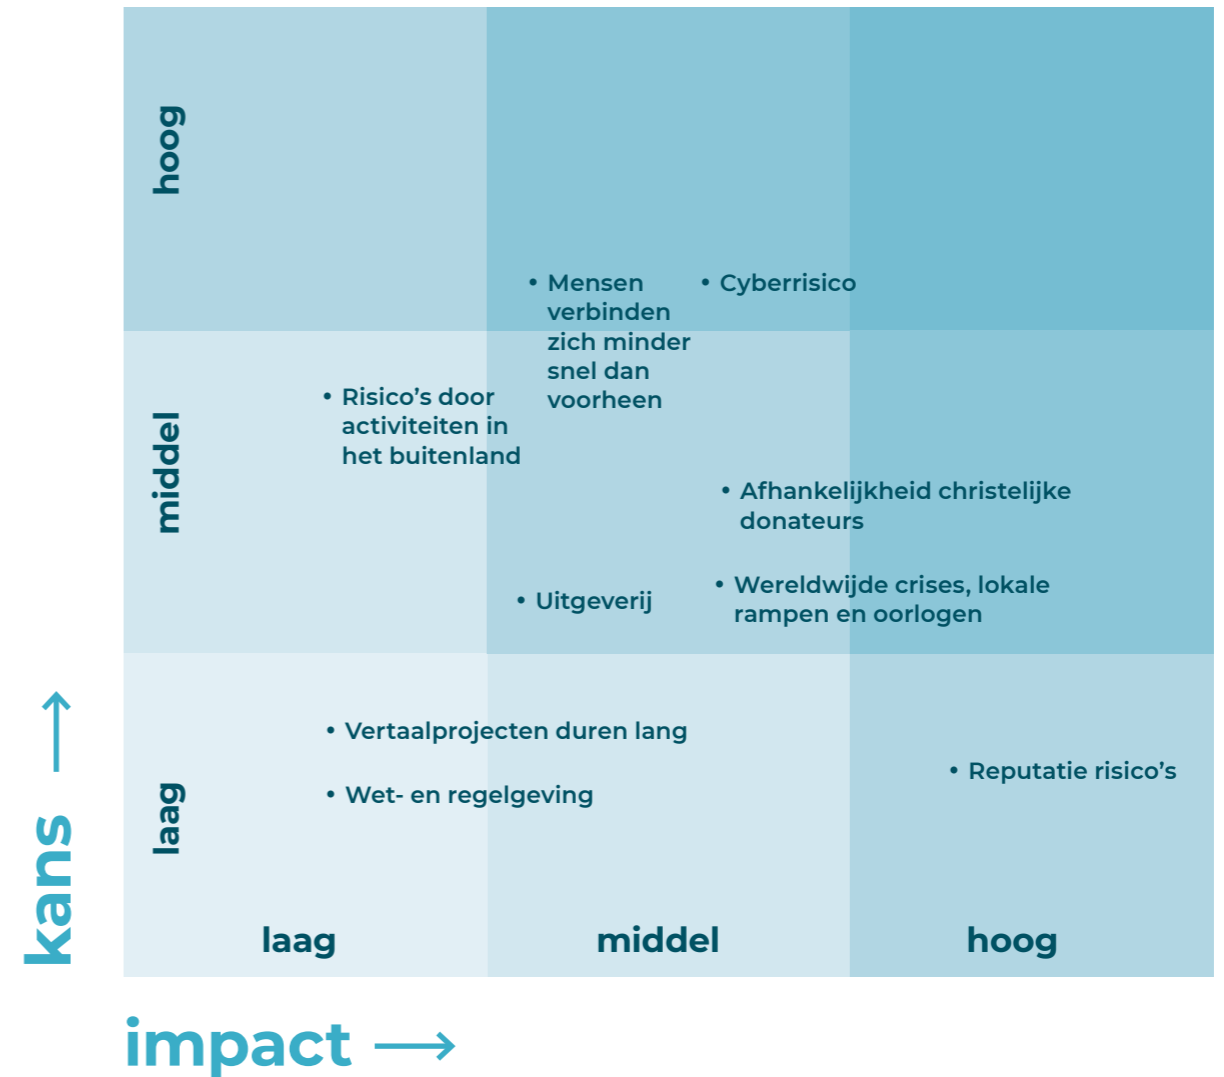 hoog
• Mensen
verbinden
zich minder
snel dan
voorheen
• Cyberrisico
middel
• Risico’s door
activiteiten in
het buitenland
• Afhankelijkheid christelijke
donateurs
• Uitgeverij
• Wereldwijde crises, lokale
rampen en oorlogen
laag
• Vertaalprojecten duren lang
• Wet- en regelgeving
• Reputatie risico’s
kans →
laag
middel
hoog
impact →